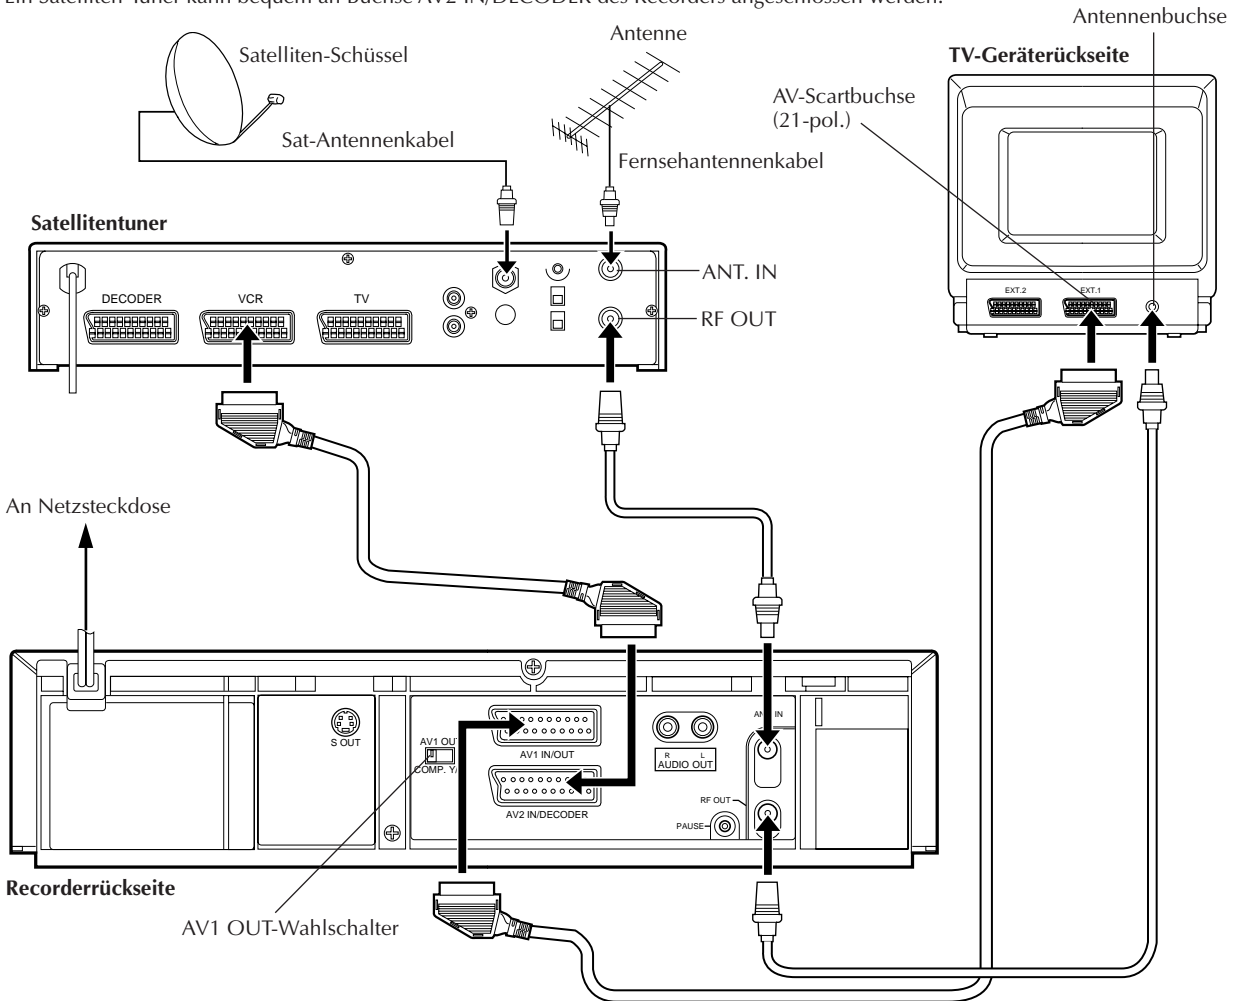 Ein Satelliten-Tuner kann bequem an Buchse AV2 IN/DECODER des Recorders angeschlossen werden.
Antennenbuchse
Antenne
Satelliten-Schüssel
TV-Geräterückseite
AV-Scartbuchse
(21-pol.)
Sat-Antennenkabel
Fernsehantennenkabel
Satellitentuner
ANT. IN
DECODER
VCR
TV
RF OUT
EXT.2
EXT.1
An Netzsteckdose
S OUT
AV1 OU
COMP. Y/
AV1 IN/OUT
AV2 IN/DECODER
R L
AUDIO OUT
IN
RF OUT
PAUSE
Recorderrückseite
AV1 OUT-Wahlschalter